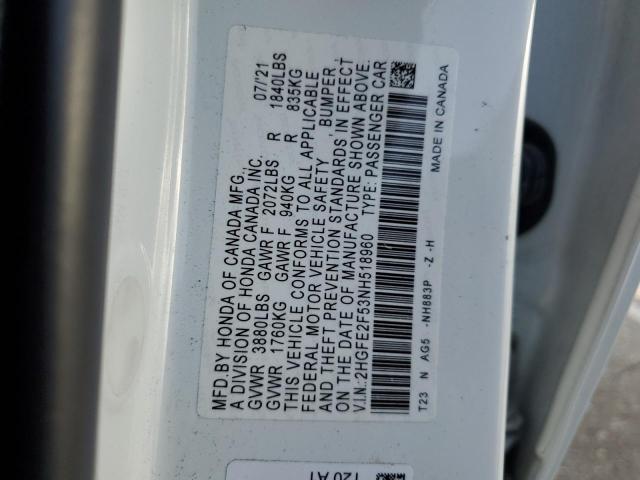 MFD.BY HONDA OF CANADA MFG.,
A DIVISION OF HONDA CANADA INC. 07/'21
GVWR 3880LBS GAWR F 2072LBS R 1840LBS
GVWR 1760KG GAWR F 940KG R 835KG
THIS VEHICLE CONFORMS TO ALL APPLICABLE
FEDERAL MOTOR VEHICLE SAFETY , BUMPER,
AND THEFT PREVENTION STANDARDS IN EFFECT
ON THE DATE OF MANUFACTURE SHOWN ABOVE.
V.I.N.:2HGFE2F53NH518960 TYPE: PASSENGER CAR
T23 N AG5 -NH883P -Z -H
MADE IN CANADA
T20 A1